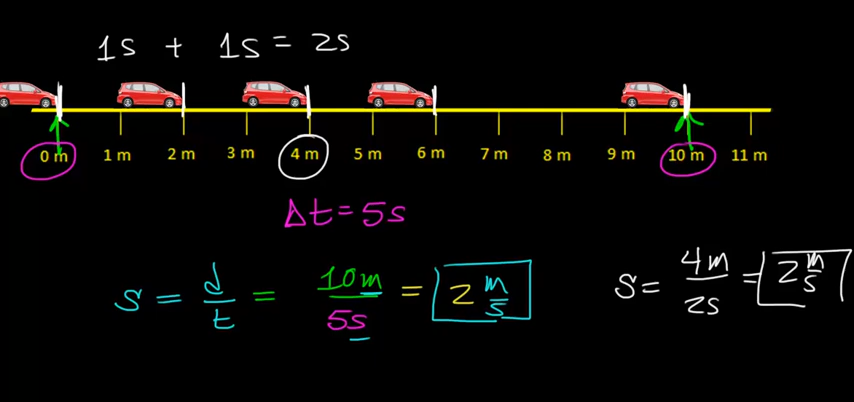 1s + 1s = 2s
0 m 1 m 2 m 3 m 4 m 5 m 6 m 7 m 8 m 9 m 10 m 11 m
Δt = 5s
s = d/t = 10m/5s = 2 m/s
s = 4m/2s = 2 m/s